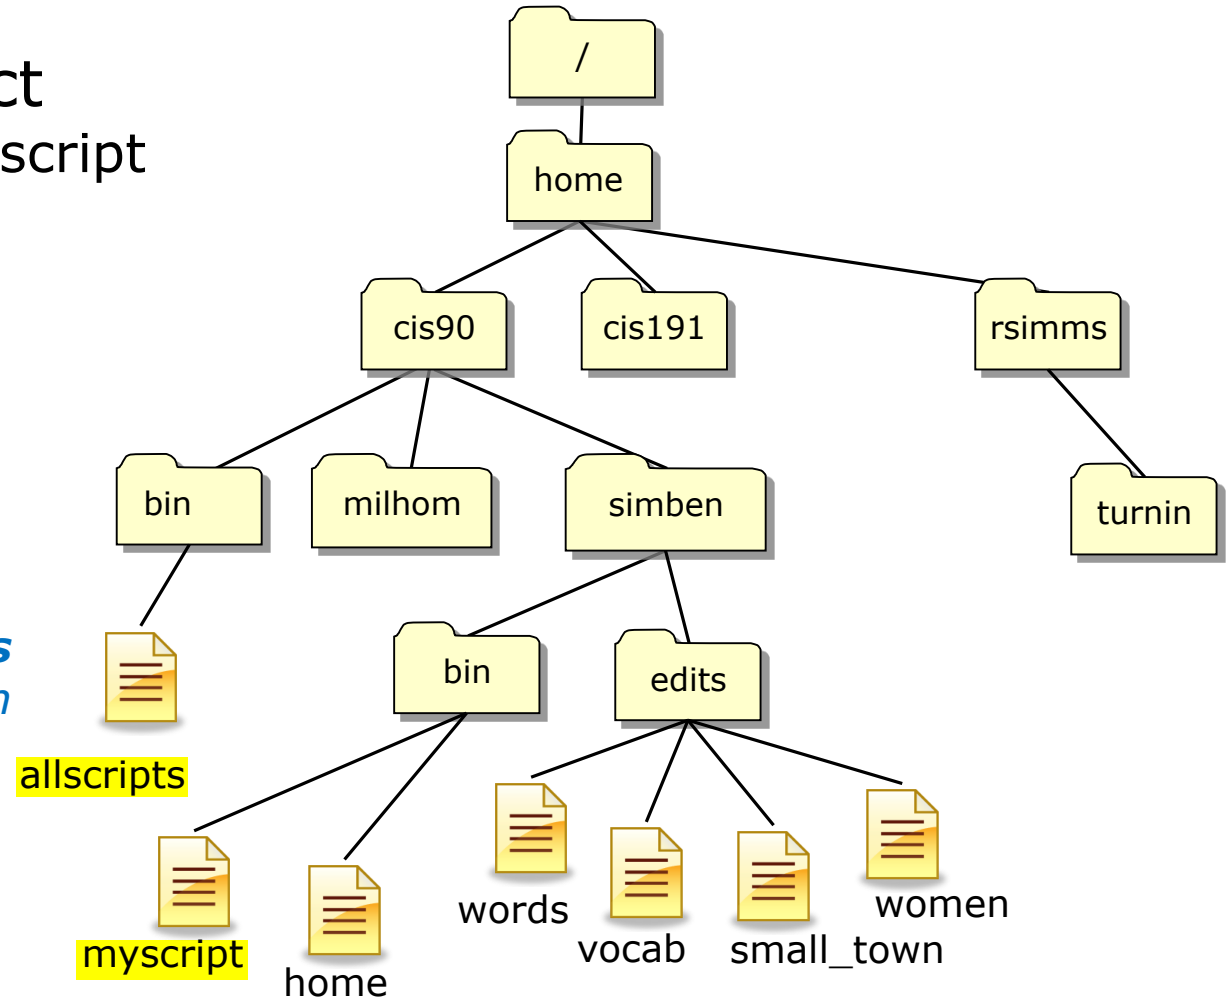 /
ct
script
home
cis90
cis191
rsimms
bin
milhom
simben
turnin
s
n
bin
edits
allscripts
words
women
myscript
vocab
small_town
home